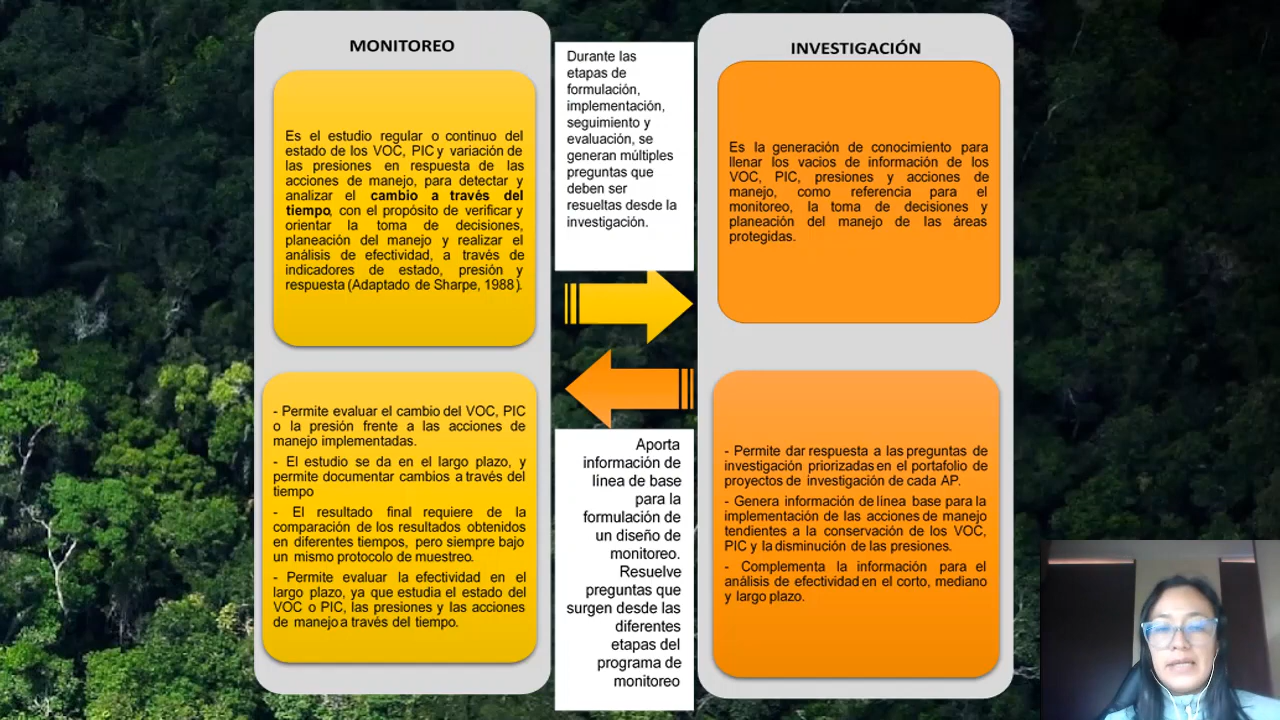 MONITOREO
Es el estudio regular o continuo del
estado de los VOC, PIC y variación de
las presiones en respuesta de las
acciones de manejo, para detectar y
analizar el cambio a través del
tiempo, con el propósito de verificar y
orientar la toma de decisiones,
planeación del manejo y realizar el
análisis de efectividad, a través de
indicadores de estado, presión y
respuesta (Adaptado de Sharpe, 1988).
- Permite evaluar el cambio del VOC, PIC
o la presión frente a las acciones de
manejo implementadas.
- El estudio se da en el largo plazo, y
permite documentar cambios a través del
tiempo
- El resultado final requiere de la
comparación de los resultados obtenidos
en diferentes tiempos, pero siempre bajo
un mismo protocolo de muestreo.
- Permite evaluar la efectividad en el
largo plazo, ya que estudia el estado del
VOC o PIC, las presiones y las acciones
de manejo a través del tiempo.
Durante las
etapas de
formulación,
implementación,
seguimiento y
evaluación, se
generan múltiples
preguntas que
deben ser
resueltas desde la
investigación.
Aporta
información de
línea de base
para la
formulación de
un diseño de
monitoreo.
Resuelve
preguntas que
surgen desde las
diferentes
etapas del
programa de
monitoreo
INVESTIGACIÓN
Es la generación de conocimiento para
llenar los vacios de información de los
VOC, PIC, presiones y acciones de
manejo, como referencia para el
monitoreo, la toma de decisiones y
planeación del manejo de las áreas
protegidas.
- Permite dar respuesta a las preguntas de
investigación priorizadas en el portafolio de
proyectos de investigación de cada AP.
- Genera información de línea base para la
implementación de las acciones de manejo
tendientes a la conservación de los VOC,
PIC y la disminución de las presiones.
- Complementa la información para el
análisis de efectividad en el corto, mediano
y largo plazo.